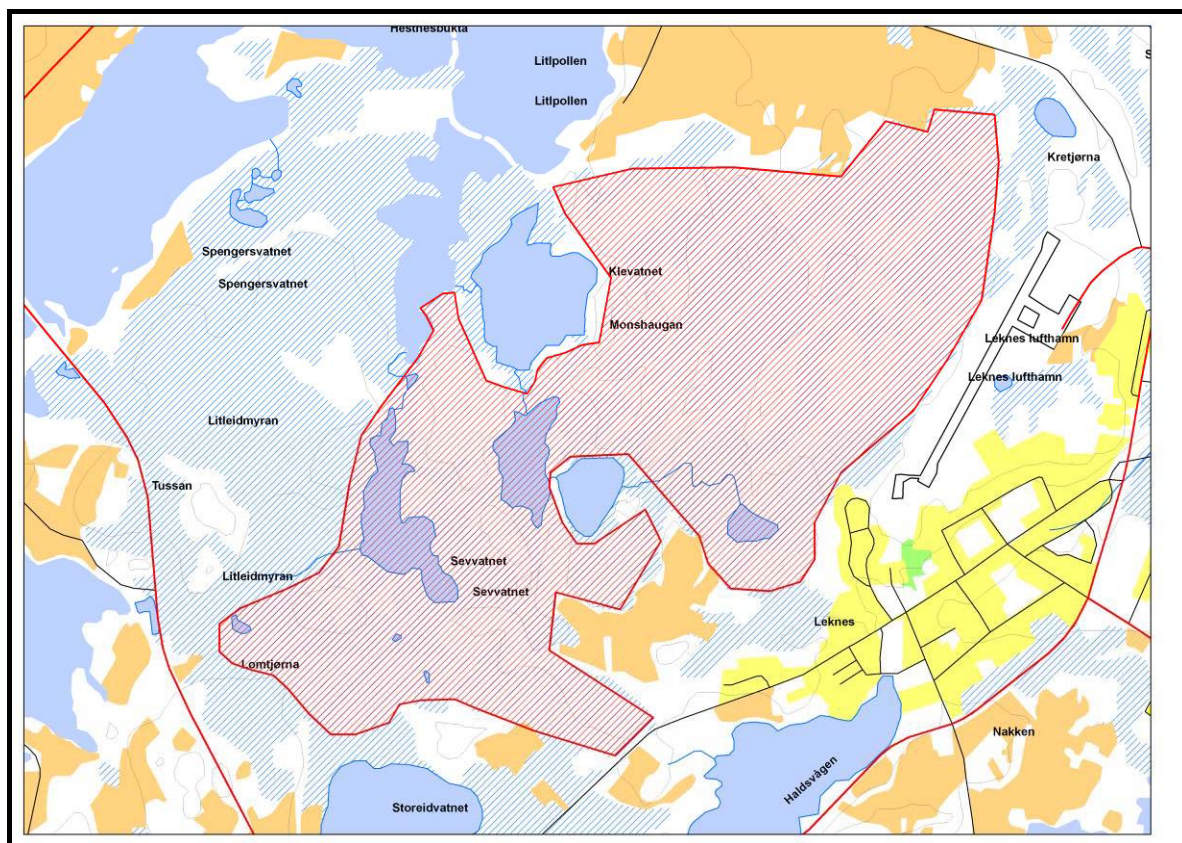 Hestnesbukta
Litlpollen
Litlpollen
Kretjørna
Spengersvatnet
Spengersvatnet
Klevatnet
Monshaugan
Leknes lufthamn
Leknes lufthamn
Litleidmyran
Tussan
Sevvatnet
Litleidmyran
Sevvatnet
Leknes
Lomtjørna
Nakken
Haldsvågen
Storeidvatnet